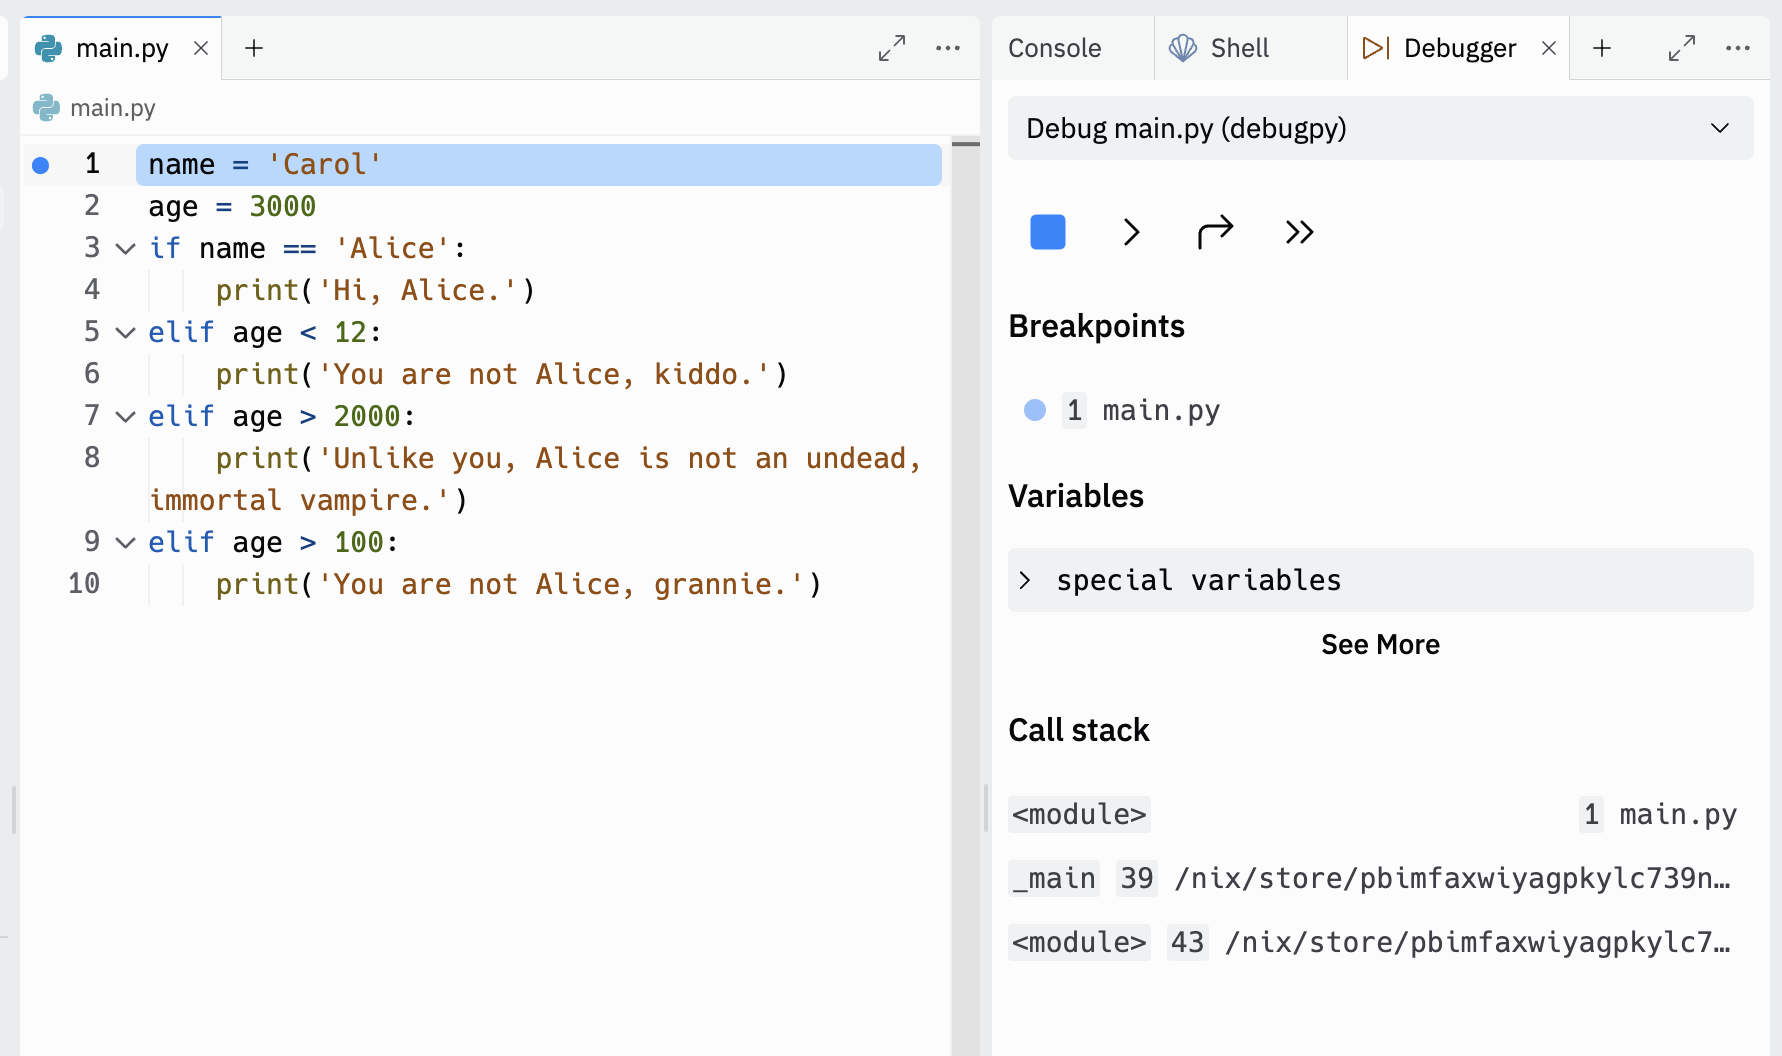 main.py
main.py
1 name = 'Carol'
2 age = 3000
3 if name == 'Alice':
4     print('Hi, Alice.')
5 elif age < 12:
6     print('You are not Alice, kiddo.')
7 elif age > 2000:
8     print('Unlike you, Alice is not an undead,
immortal vampire.')
9 elif age > 100:
10     print('You are not Alice, grannie.')
Console Shell Debugger
Debug main.py (debugpy)
Breakpoints
1 main.py
Variables
special variables
See More
Call stack
<module> 1 main.py
_main 39 /nix/store/pbimfaxwiyagpkylc739n…
<module> 43 /nix/store/pbimfaxwiyagpkylc7…